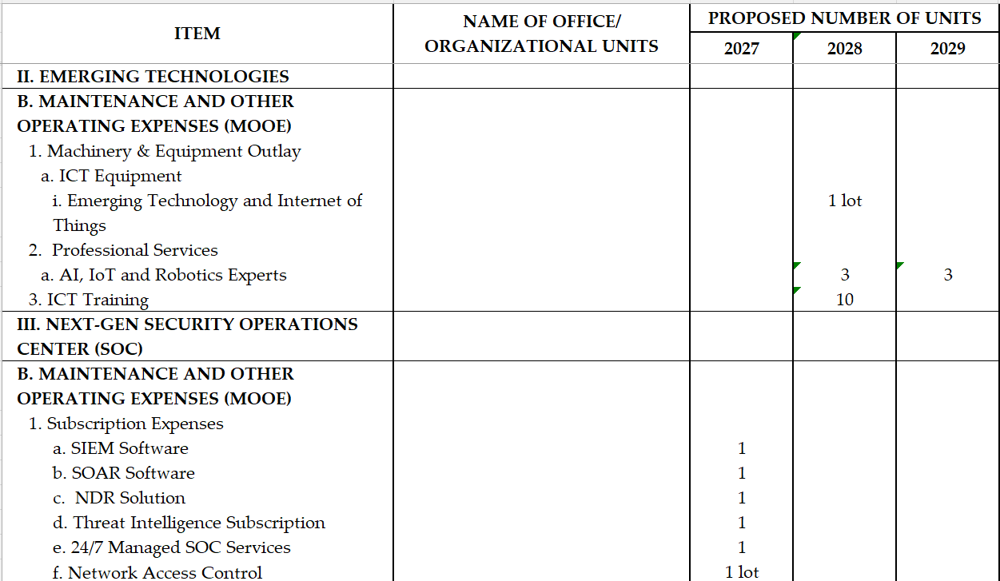 ITEM
NAME OF OFFICE/
ORGANIZATIONAL UNITS
PROPOSED NUMBER OF UNITS
2027 2028 2029
II. EMERGING TECHNOLOGIES
B. MAINTENANCE AND OTHER
OPERATING EXPENSES (MOOE)
1. Machinery & Equipment Outlay
a. ICT Equipment
i. Emerging Technology and Internet of 1 lot
Things
2. Professional Services
a. AI, IoT and Robotics Experts 3 3
3. ICT Training 10
III. NEXT-GEN SECURITY OPERATIONS
CENTER (SOC)
B. MAINTENANCE AND OTHER
OPERATING EXPENSES (MOOE)
1. Subscription Expenses
a. SIEM Software 1
b. SOAR Software 1
c. NDR Solution 1
d. Threat Intelligence Subscription 1
e. 24/7 Managed SOC Services 1
f. Network Access Control 1 lot